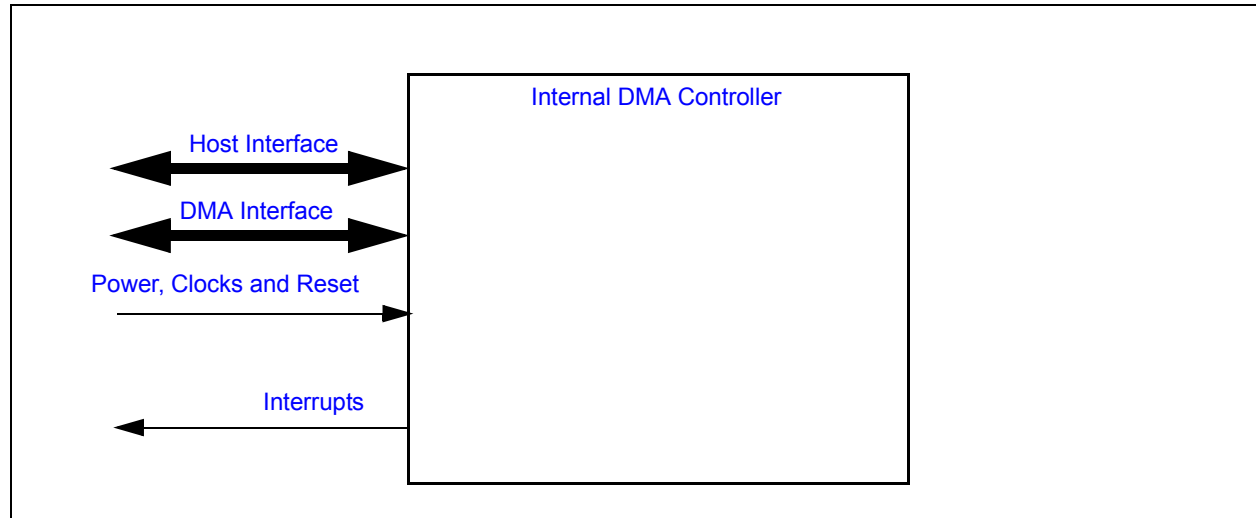 Internal DMA Controller
Host Interface
DMA Interface
Power, Clocks and Reset
Interrupts